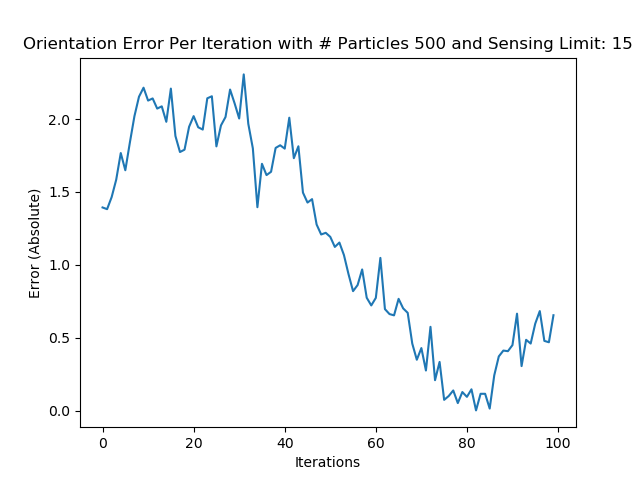 Orientation Error Per Iteration with # Particles 500 and Sensing Limit: 15
Error (Absolute)
2.0
1.5
1.0
0.5
0.0
0 20 40 60 80 100
Iterations